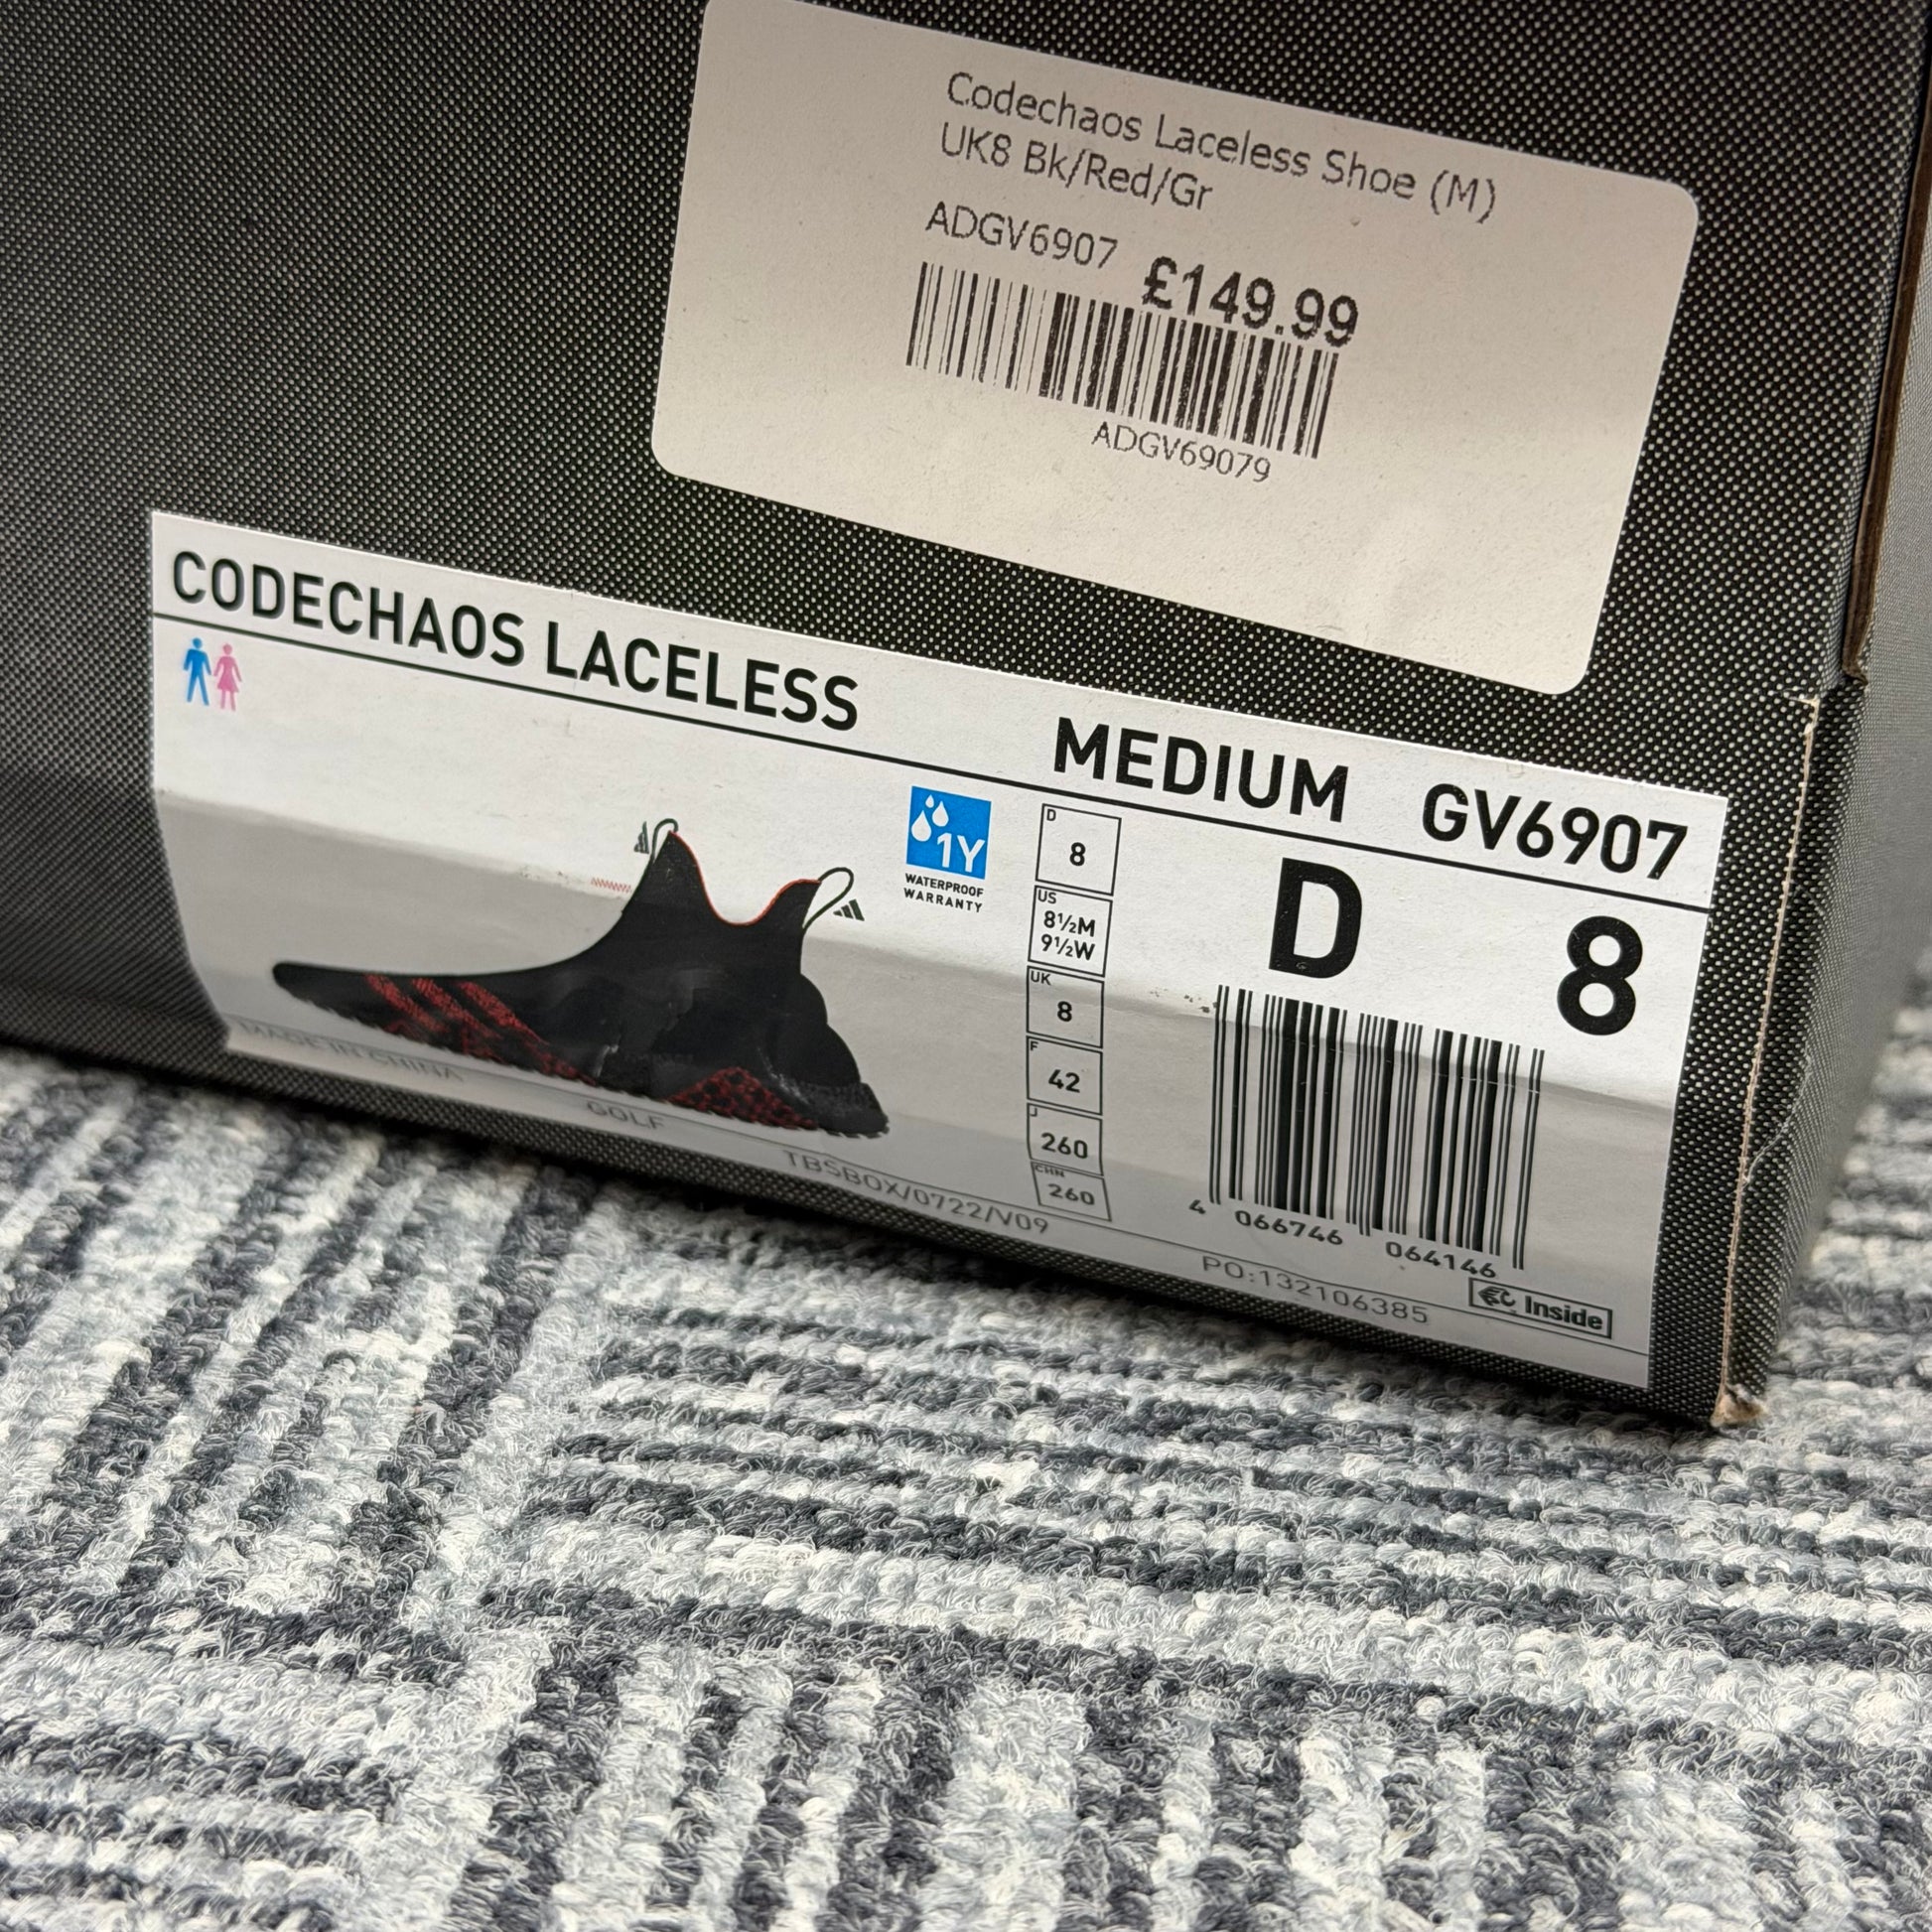 Codechaos Laceless Shoe (M)
UK8 Bk/Red/Gr
ADGV6907 £149.99
ADGV69079
CODECHAOS LACELESS MEDIUM GV6907
1Y
WATERPROOF
WARRANTY
D
8
US
8½M
9½W
UK
8
F
42
J
260
CHN
260
D 8
4 066746 064146
MADE IN CHINA
GOLF
TBSBOX/0722/V09
PO:132106385
Inside